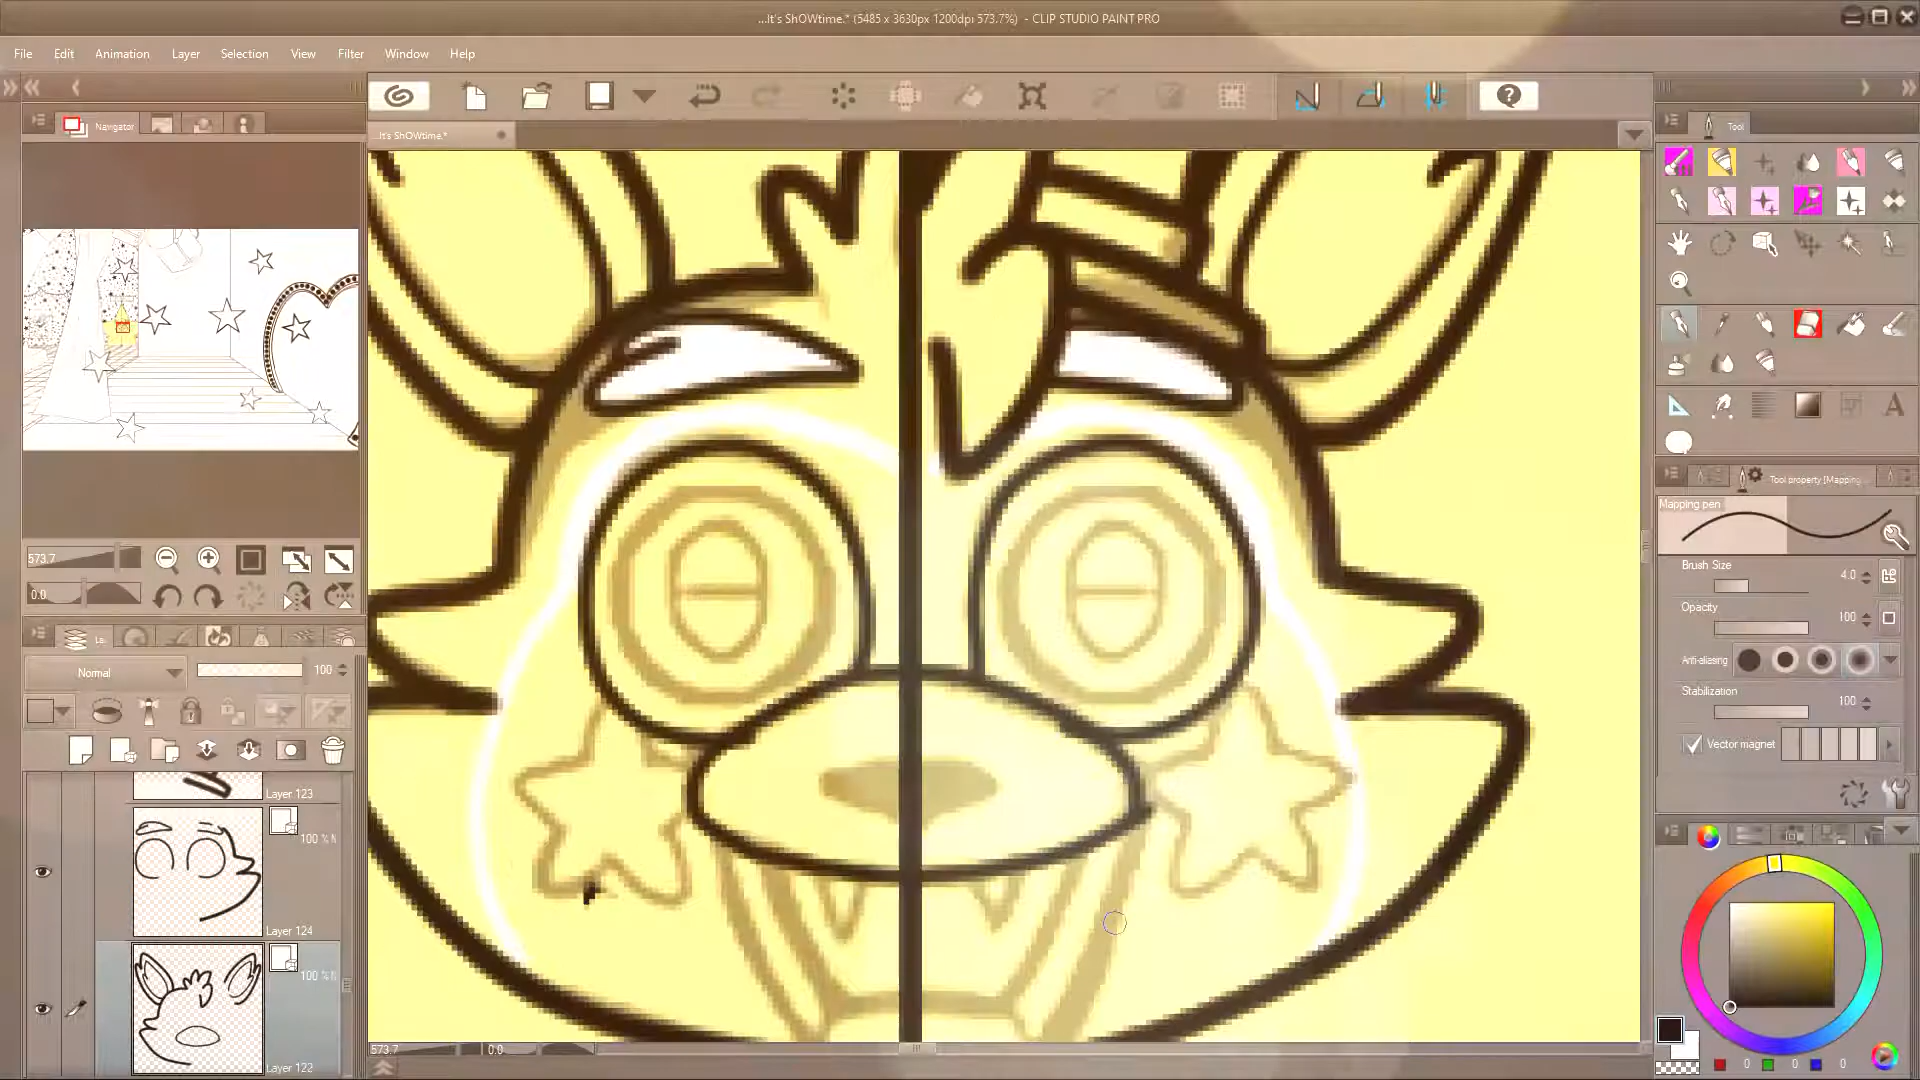 ...It's ShOWtime.* (5485 x 3630px 1200dpi 573.7%) - CLIP STUDIO PAINT PRO
File Edit Animation Layer Selection View Filter Window Help
Navigator
...It's ShOWtime.*
Tool
573.7
0.0
La
Normal
100
Layer 123
100 %
Layer 124
100 %
Layer 122
573.7
0.0
Tool property [Mapping
Mapping pen
Brush Size
4.0
Opacity
100
Anti-aliasing
Stabilization
100
Vector magnet
0 0 0